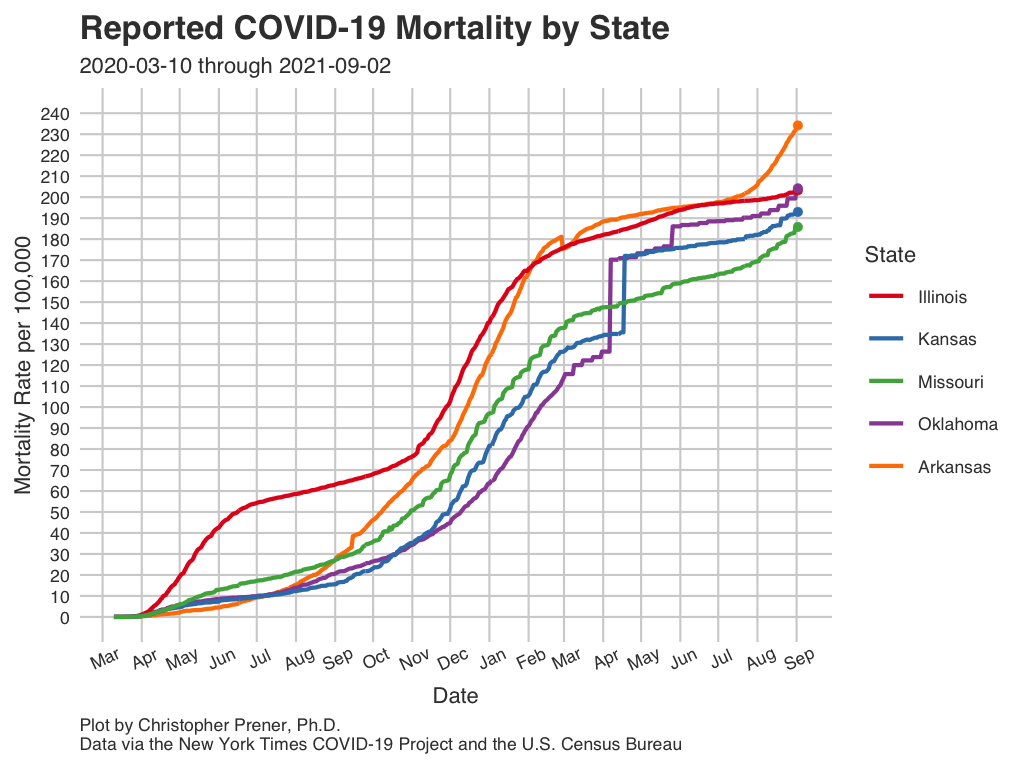 Reported COVID-19 Mortality by State
2020-03-10 through 2021-09-02
Mortality Rate per 100,000
240
230
220
210
200
190
180
170
160
150
140
130
120
110
100
90
80
70
60
50
40
30
20
10
0
Mar Apr May Jun Jul Aug Sep Oct Nov Dec Jan Feb Mar Apr May Jun Jul Aug Sep
Date
State
Illinois
Kansas
Missouri
Oklahoma
Arkansas
Plot by Christopher Prener, Ph.D.
Data via the New York Times COVID-19 Project and the U.S. Census Bureau